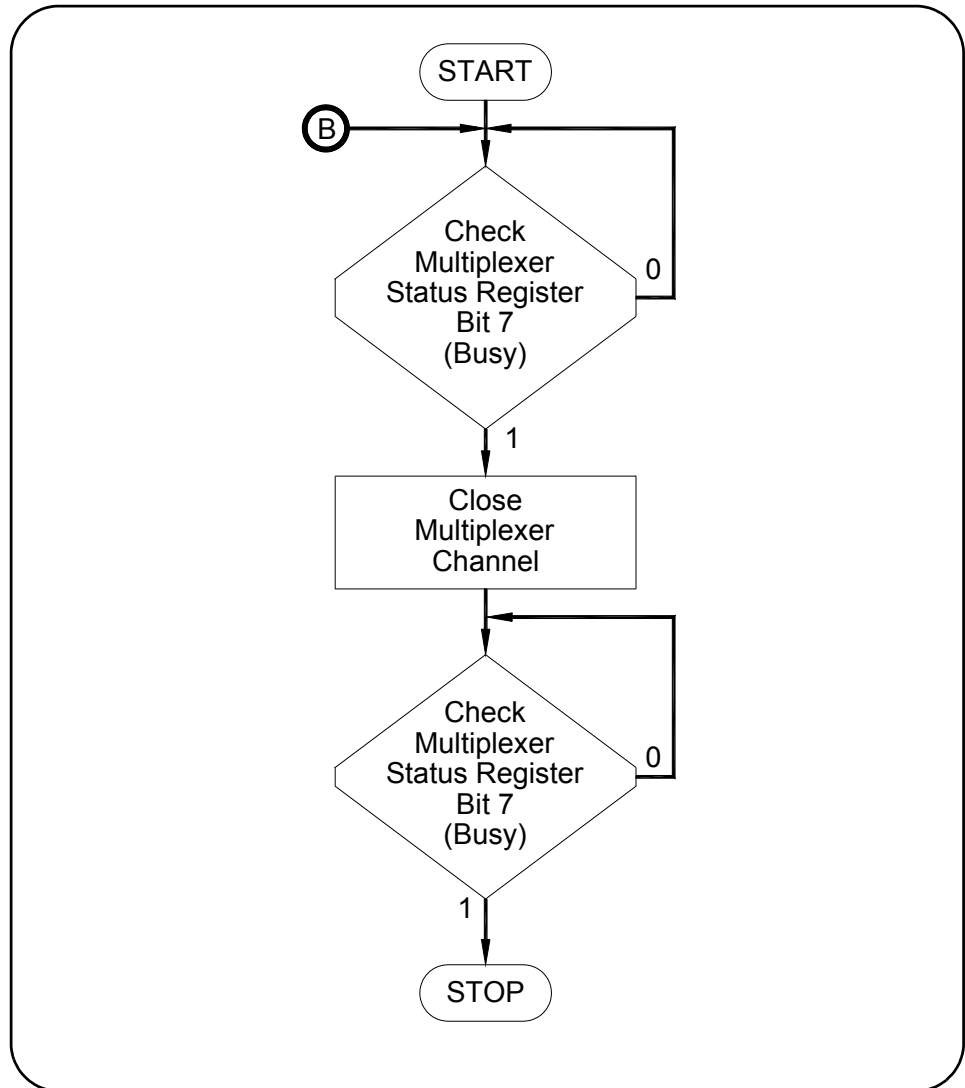 START
B
Check
Multiplexer
Status Register
Bit 7
(Busy)
0
1
Close
Multiplexer
Channel
Check
Multiplexer
Status Register
Bit 7
(Busy)
0
1
STOP